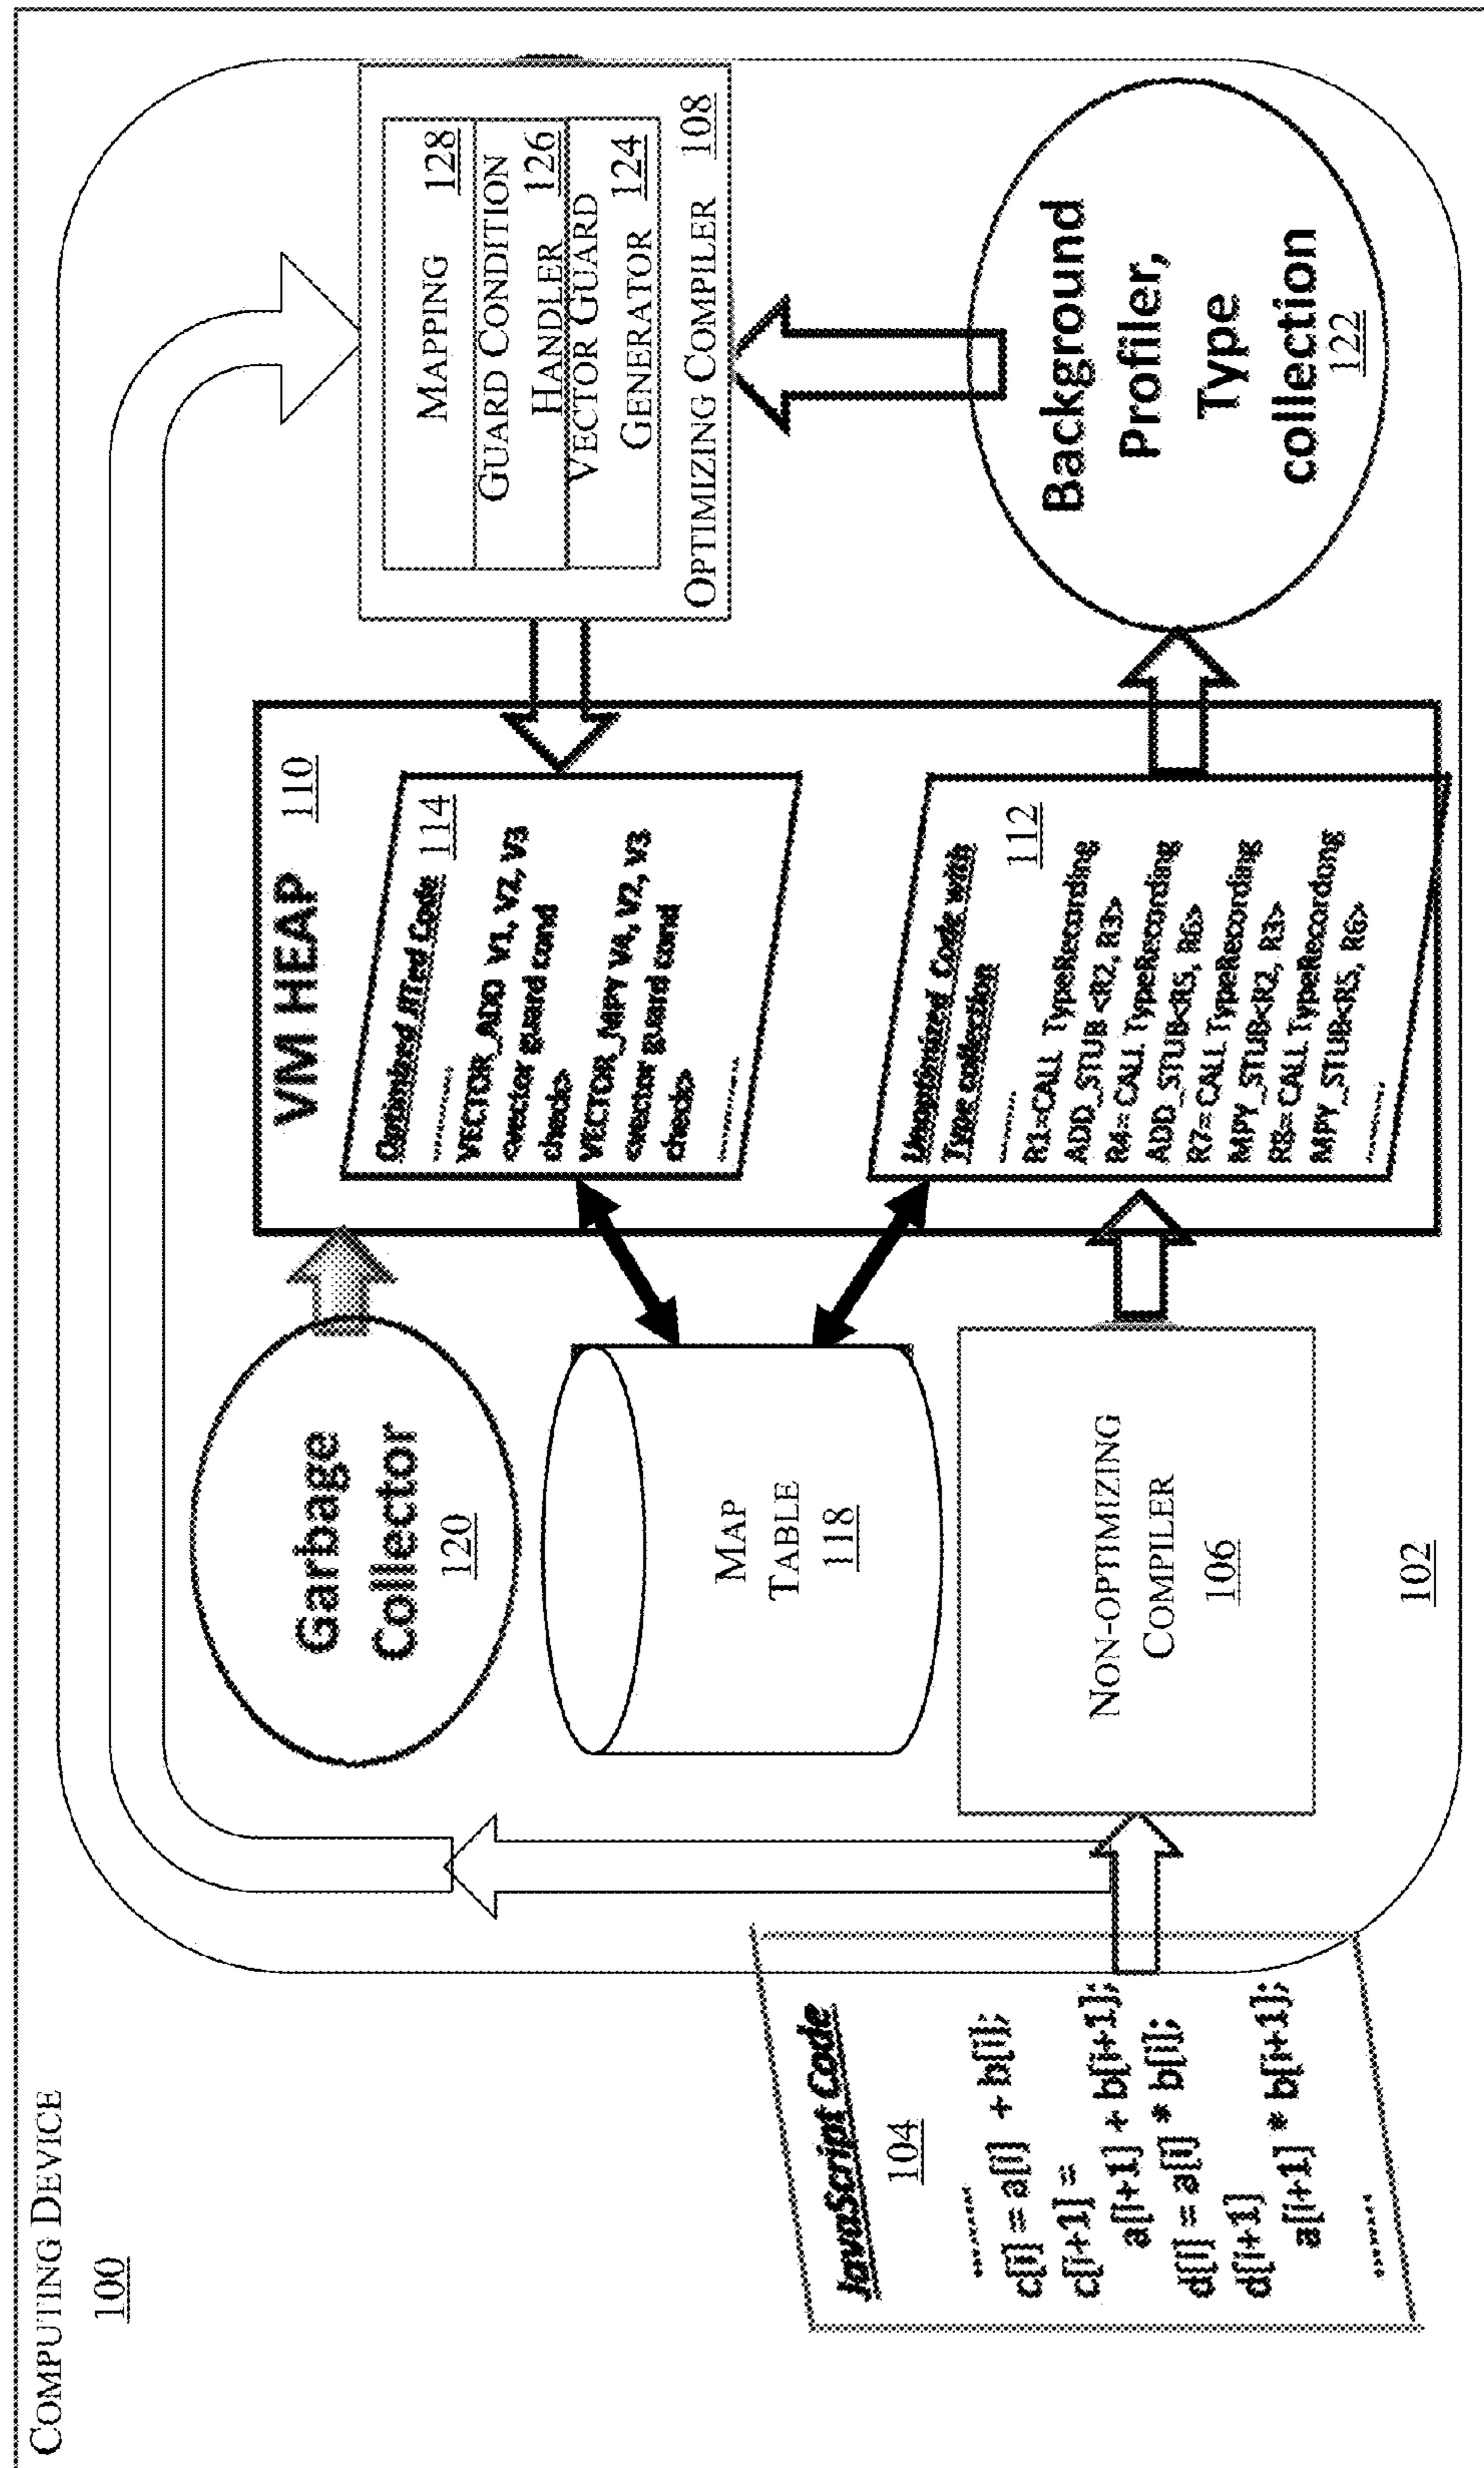 COMPUTING DEVICE
100
JavaScript Code
104
........
c[i] = a[i] + b[i];
c[i+1] =
a[i+1] + b[i+1];
d[i] = a[i] * b[i];
d[i+1]
a[i+1] * b[i+1];
........
102
Garbage
Collector
120
MAP
TABLE
118
NON-OPTIMIZING
COMPILER
106
VM HEAP
110
Optimized JITed Code
114
........
VECTOR_ADD V1, V2, V3
<vector guard cond
check>
VECTOR_MPY V4, V2, V3
<vector guard cond
check>
........
Unoptimized Code with
Type collection
112
........
R1=CALL TypeRecording
ADD_STUB <R2, R3>
R4= CALL TypeRecording
ADD_STUB<R5, R6>
R7= CALL TypeRecording
MPY_STUB<R2, R3>
R8= CALL TypeRecording
MPY_STUB<R5, R6>
........
MAPPING
128
GUARD CONDITION
HANDLER 126
VECTOR GUARD
GENERATOR 124
OPTIMIZING COMPILER 108
Background
Profiler,
Type
collection
122